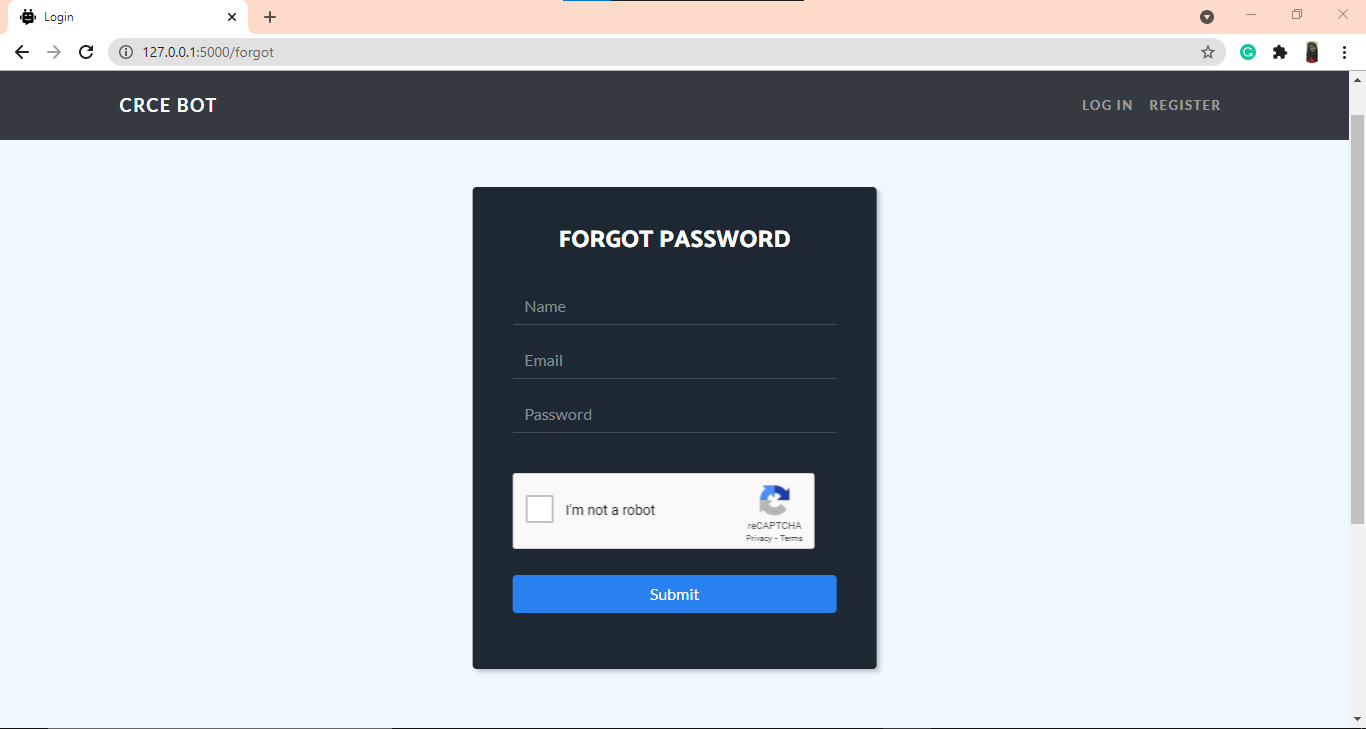 Login
127.0.0.1:5000/forgot
CRCE BOT
LOG IN REGISTER
FORGOT PASSWORD
Name
Email
Password
I'm not a robot
reCAPTCHA
Privacy - Terms
Submit